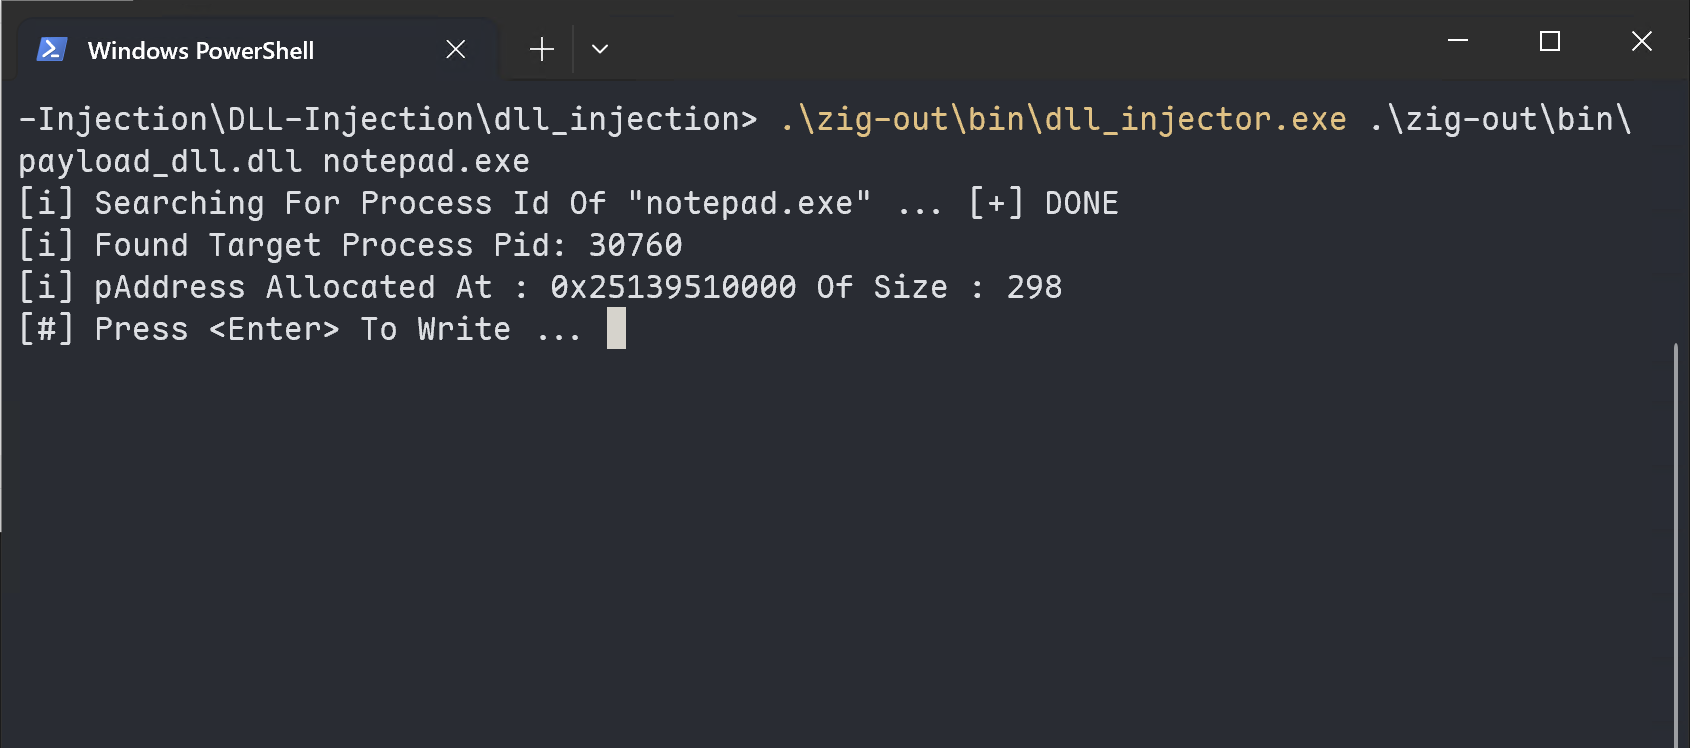 Windows PowerShell
-Injection\DLL-Injection\dll_injection> .\zig-out\bin\dll_injector.exe .\zig-out\bin\
payload_dll.dll notepad.exe
[i] Searching For Process Id Of "notepad.exe" ... [+] DONE
[i] Found Target Process Pid: 30760
[i] pAddress Allocated At : 0x25139510000 Of Size : 298
[#] Press <Enter> To Write ...